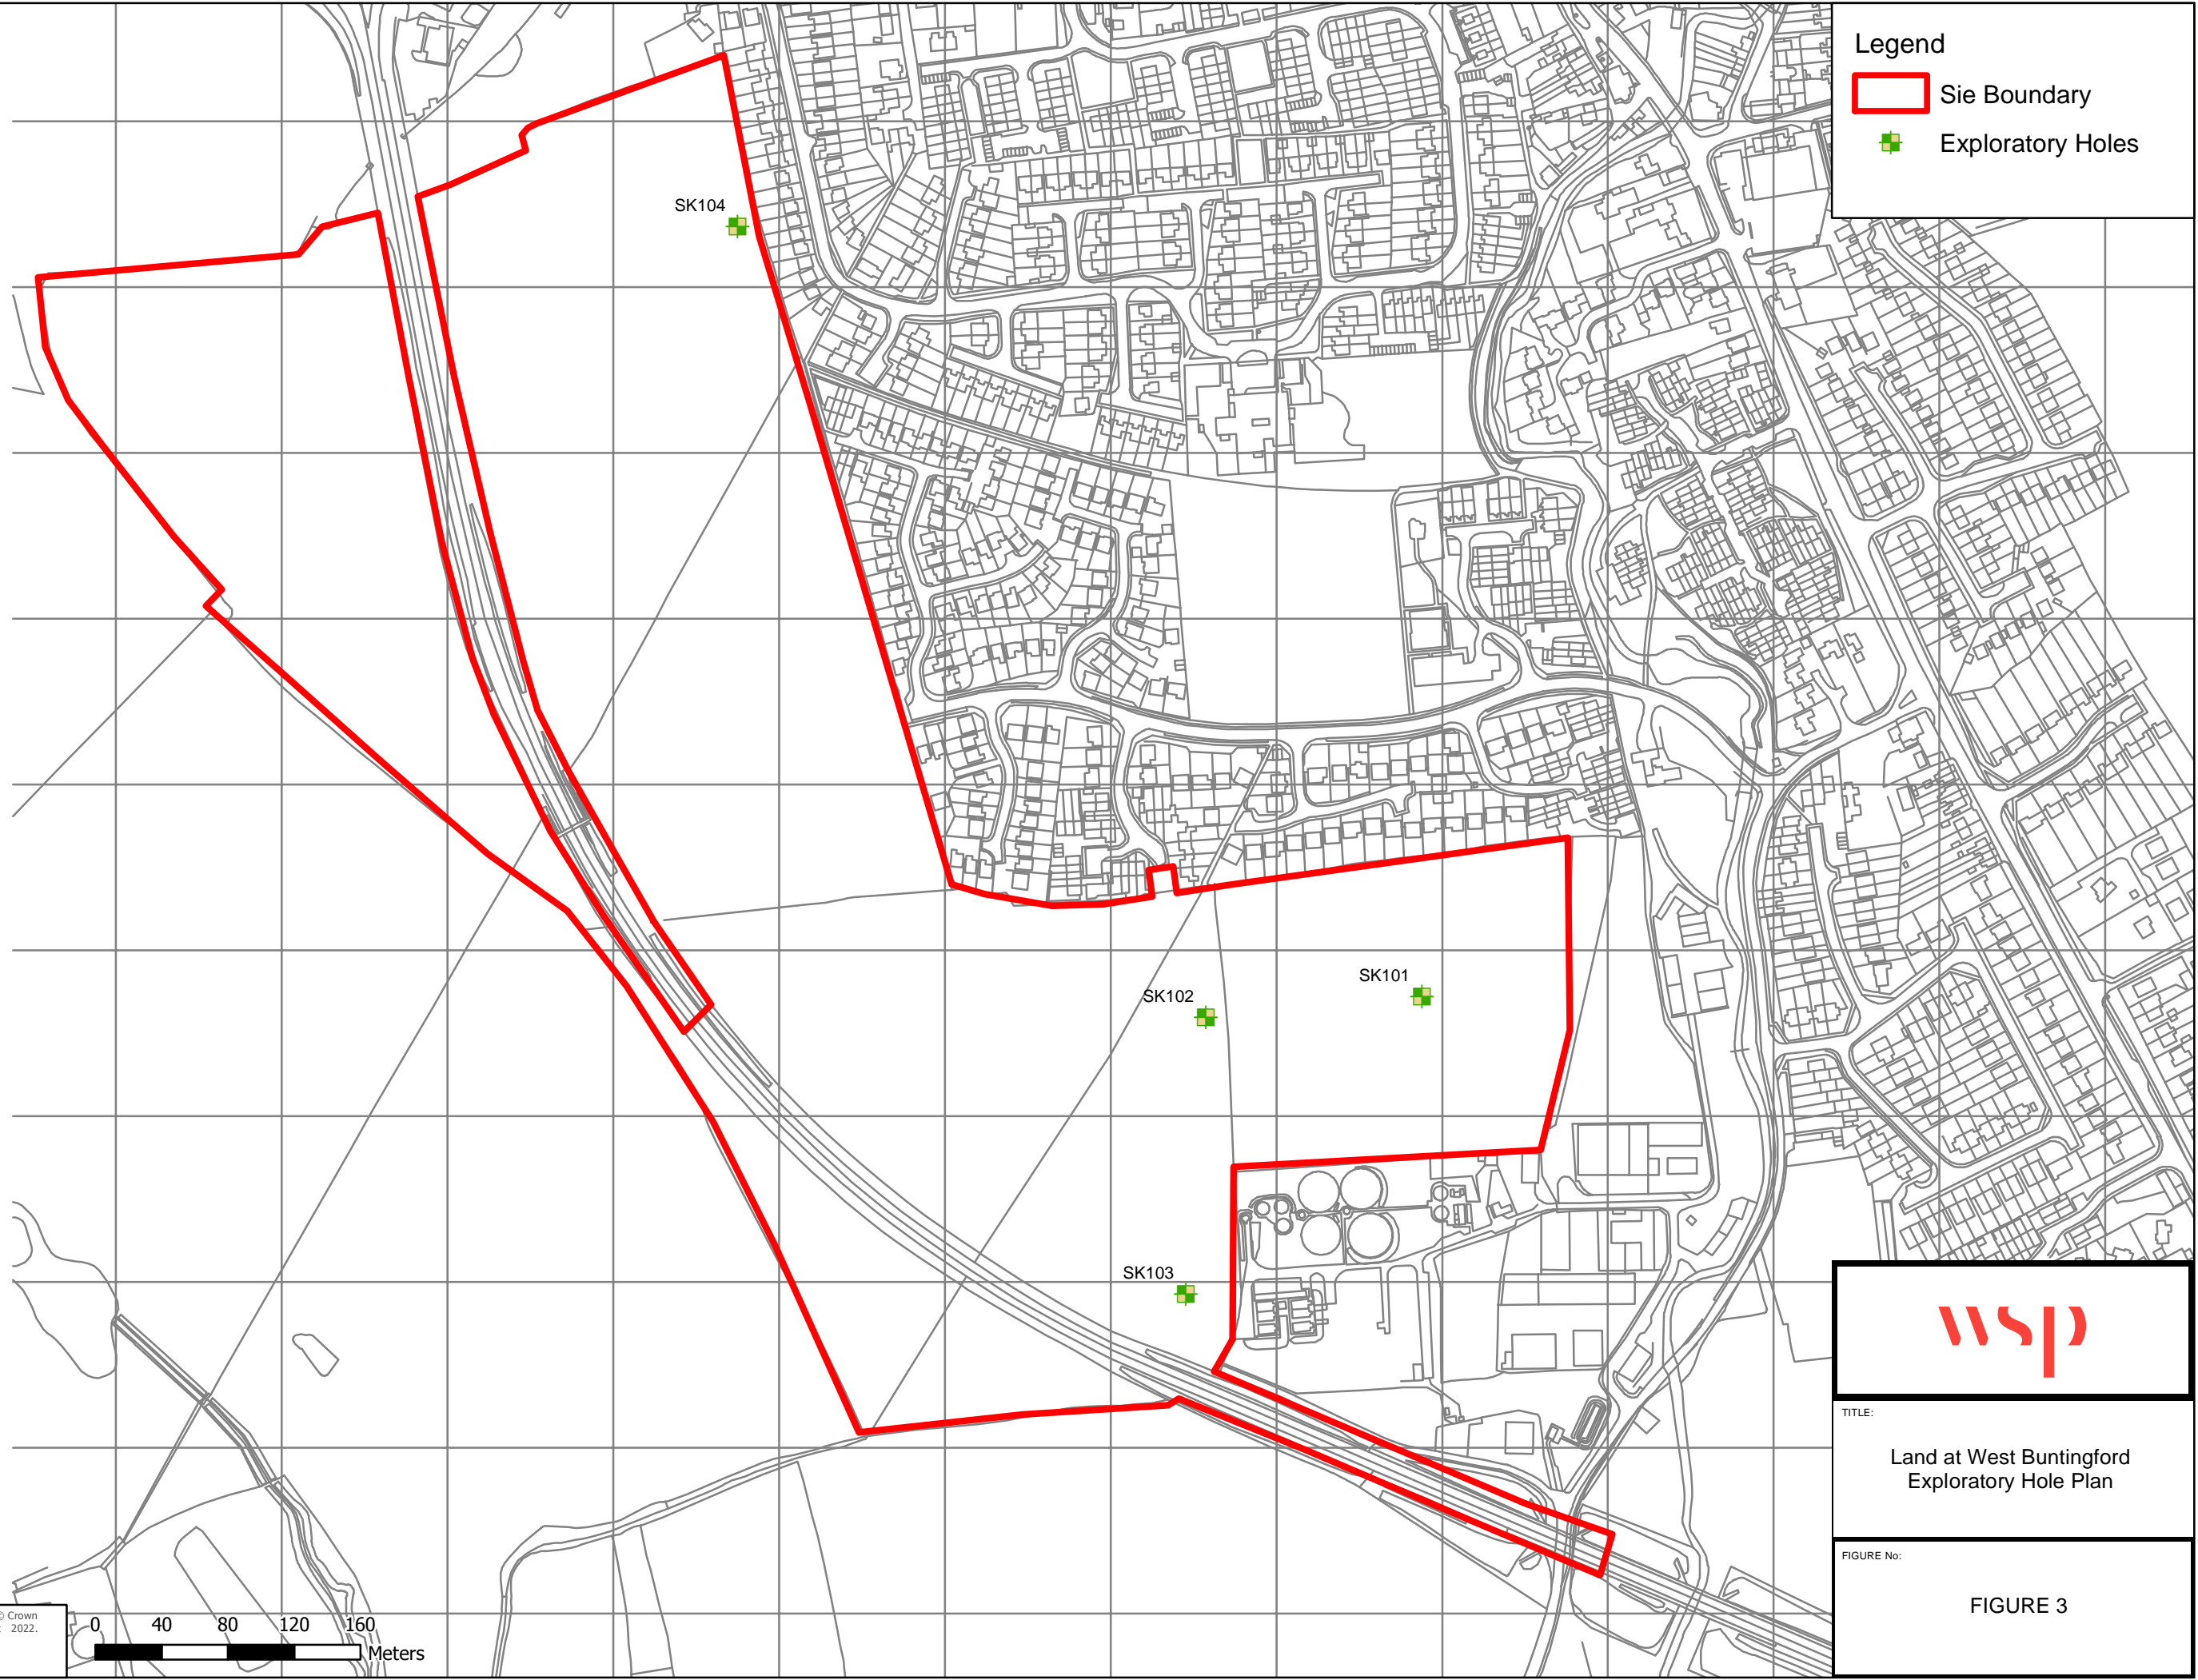 Legend
Sie Boundary
Exploratory Holes
SK104
SK101
SK102
SK103
wsp
TITLE:
Land at West Buntingford
Exploratory Hole Plan
FIGURE No:
FIGURE 3
© Crown
2022.
0 40 80 120 160
Meters